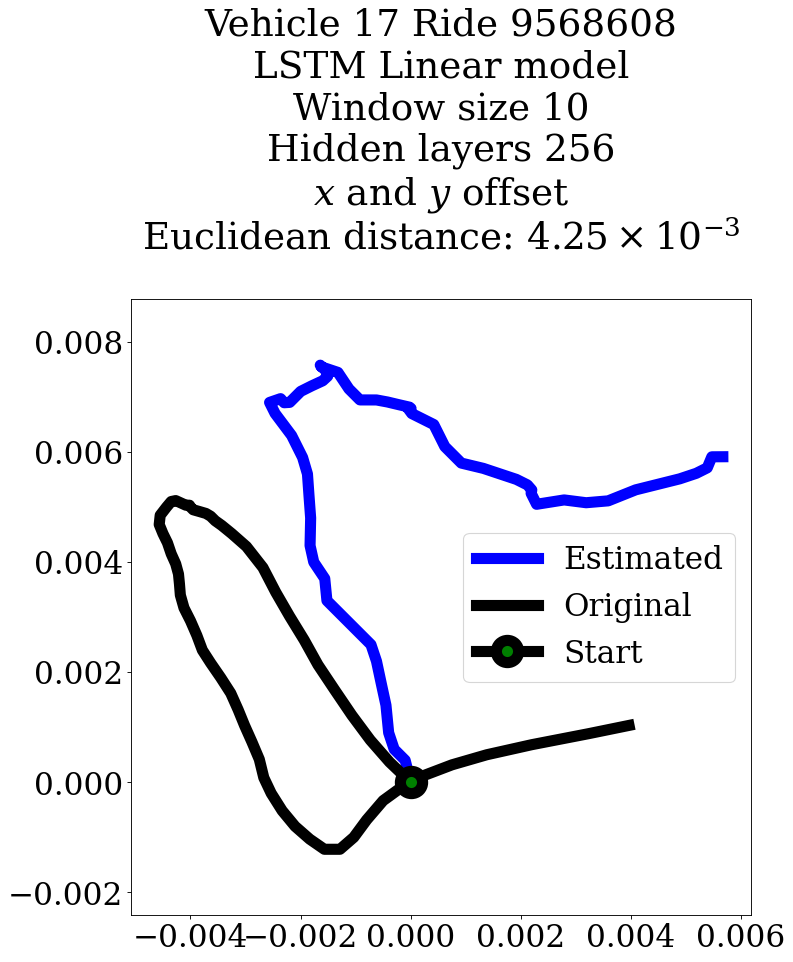 Vehicle 17 Ride 9568608
LSTM Linear model
Window size 10
Hidden layers 256
x and y offset
Euclidean distance: 4.25 × 10⁻³
0.008
0.006
0.004
0.002
0.000
−0.002
Estimated
Original
Start
−0.004 −0.002 0.000 0.002 0.004 0.006